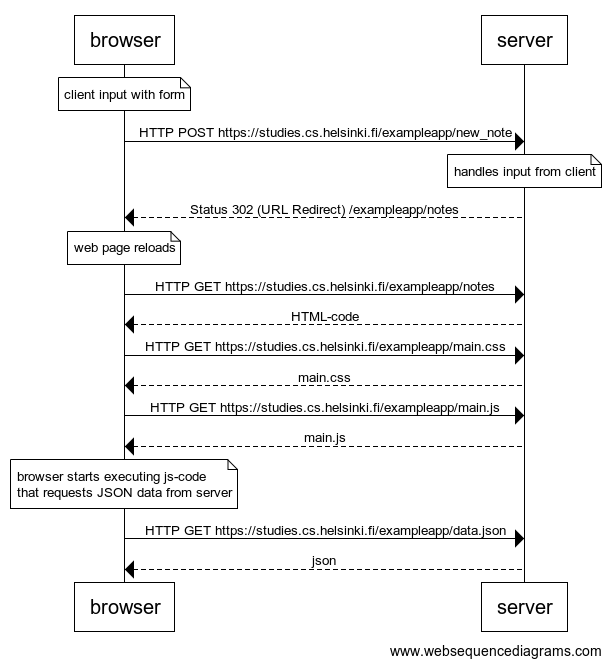 browser
server
client input with form
HTTP POST https://studies.cs.helsinki.fi/exampleapp/new_note
handles input from client
Status 302 (URL Redirect) /exampleapp/notes
web page reloads
HTTP GET https://studies.cs.helsinki.fi/exampleapp/notes
HTML-code
HTTP GET https://studies.cs.helsinki.fi/exampleapp/main.css
main.css
HTTP GET https://studies.cs.helsinki.fi/exampleapp/main.js
main.js
browser starts executing js-code
that requests JSON data from server
HTTP GET https://studies.cs.helsinki.fi/exampleapp/data.json
json
browser
server
www.websequencediagrams.com